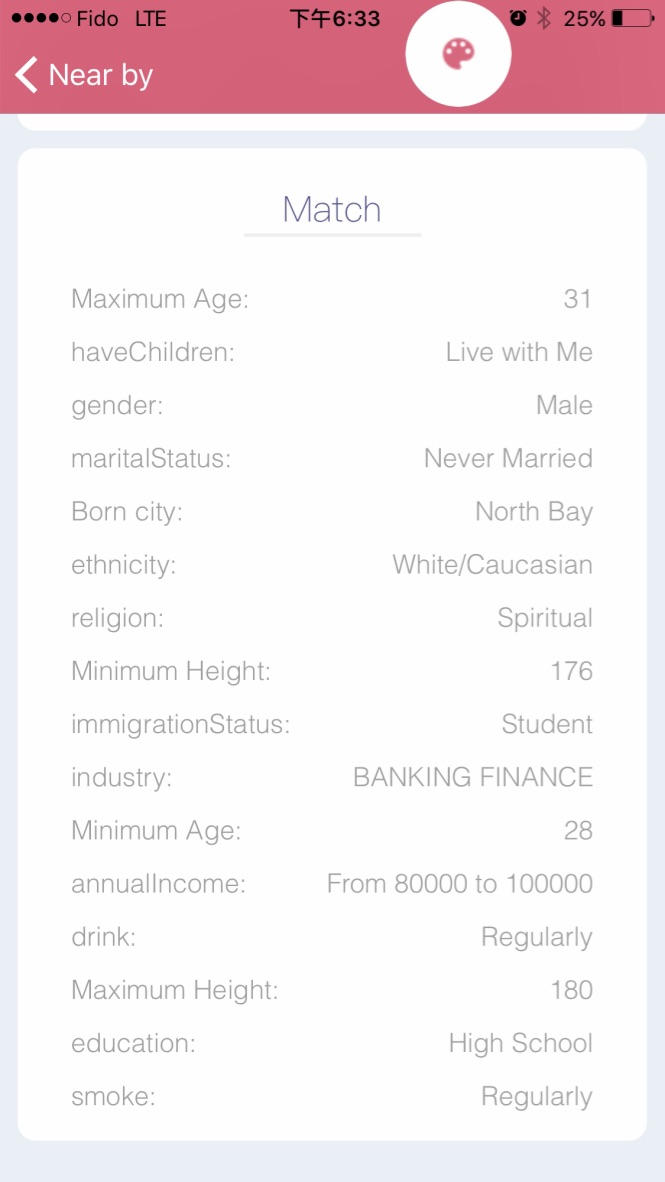 Fido LTE 下午6:33 25%
Near by
Match
Maximum Age: 31
haveChildren: Live with Me
gender: Male
maritalStatus: Never Married
Born city: North Bay
ethnicity: White/Caucasian
religion: Spiritual
Minimum Height: 176
immigrationStatus: Student
industry: BANKING FINANCE
Minimum Age: 28
annualIncome: From 80000 to 100000
drink: Regularly
Maximum Height: 180
education: High School
smoke: Regularly